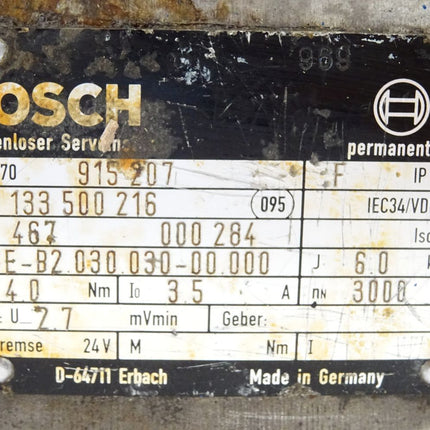 969
OSCH
enloser Servom
permanent
70 915 207 F IP
133 500 216 095 IEC34/VD
467 000 284 Iso
E-B2.030.030-00.000 J 6.0
40 Nm I0 3.5 A nN 3000
U 2.7 mVmin Geber:
remse 24V M Nm I
D-64711 Erbach Made in Germany